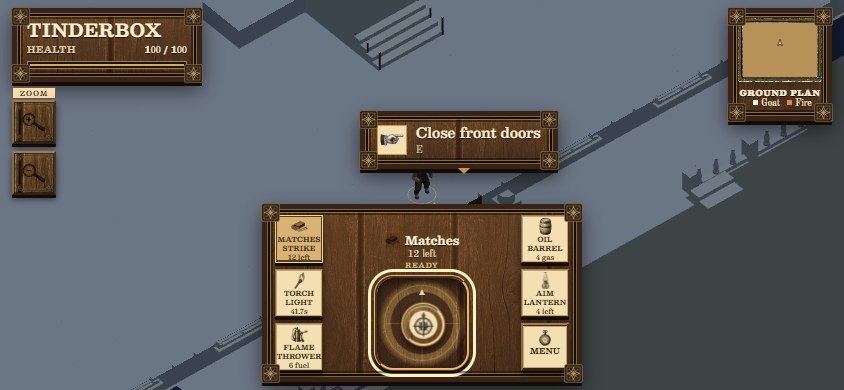 TINDERBOX
HEALTH 100 / 100
ZOOM
Close front doors
E
GROUND PLAN
Goat Fire
MATCHES
STRIKE
12 left
TORCH
LIGHT
41.7s
FLAME
THROWER
6 fuel
Matches
12 left
READY
OIL
BARREL
4 gas
AIM
LANTERN
4 left
MENU